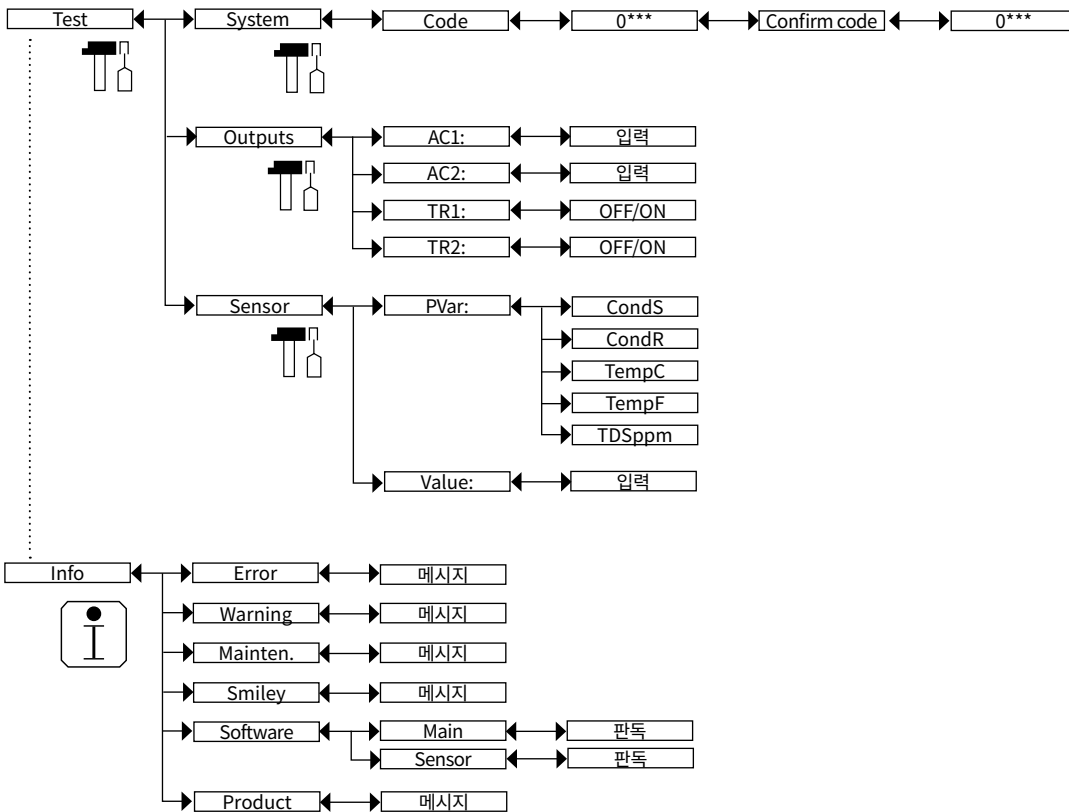 Test System Code 0*** Confirm code 0***
Outputs AC1: 입력
AC2: 입력
TR1: OFF/ON
TR2: OFF/ON
Sensor PVar: CondS
CondR
TempC
TempF
TDSppm
Value: 입력
Info Error 메시지
Warning 메시지
Mainten. 메시지
Smiley 메시지
Software Main 판독
Sensor 판독
Product 메시지